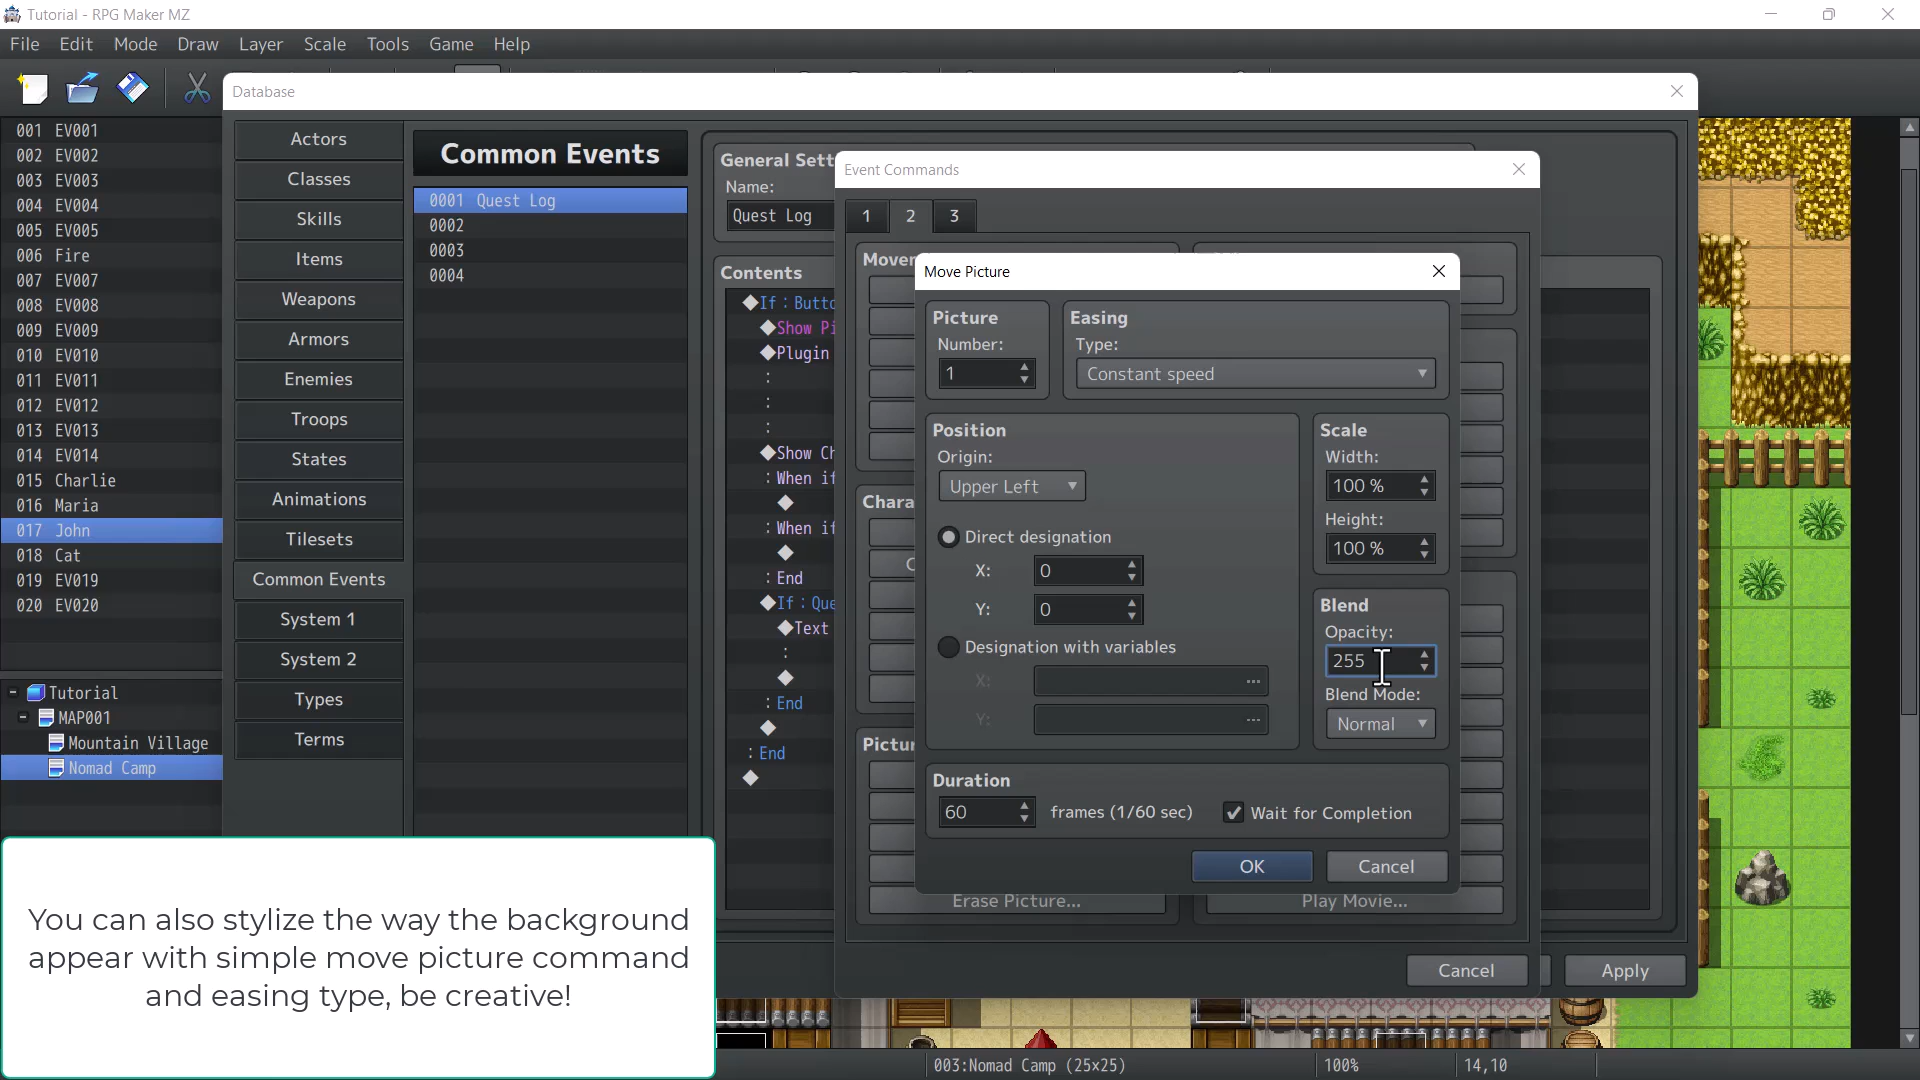 Tutorial - RPG Maker MZ
File Edit Mode Draw Layer Scale Tools Game Help
Database
001 EV001
002 EV002
003 EV003
004 EV004
005 EV005
006 Fire
007 EV007
008 EV008
009 EV009
010 EV010
011 EV011
012 EV012
013 EV013
014 EV014
015 Charlie
016 Maria
017 John
018 Cat
019 EV019
020 EV020
Tutorial
MAP001
Mountain Village
Nomad Camp
Actors
Classes
Skills
Items
Weapons
Armors
Enemies
Troops
States
Animations
Tilesets
Common Events
System 1
System 2
Types
Terms
Common Events
0001 Quest Log
0002
0003
0004
General Sett
Name:
Quest Log
Contents
◆If : Butto
◆Show Pi
◆Plugin
:
:
:
◆Show Ch
: When if
◆
: When if
◆
: End
◆If : Que
◆Text
:
◆
: End
◆
: End
◆
Event Commands
1 2 3
Movem
Chara
C
Pictur
Erase Picture...
Play Movie...
Move Picture
Picture
Number:
1
Easing
Type:
Constant speed
Position
Origin:
Upper Left
Direct designation
X: 0
Y: 0
Designation with variables
X: ...
Y: ...
Scale
Width:
100 %
Height:
100 %
Blend
Opacity:
255
Blend Mode:
Normal
Duration
60 frames (1/60 sec) Wait for Completion
OK Cancel
Cancel Apply
You can also stylize the way the background
appear with simple move picture command
and easing type, be creative!
003:Nomad Camp (25x25) 100% 14,10